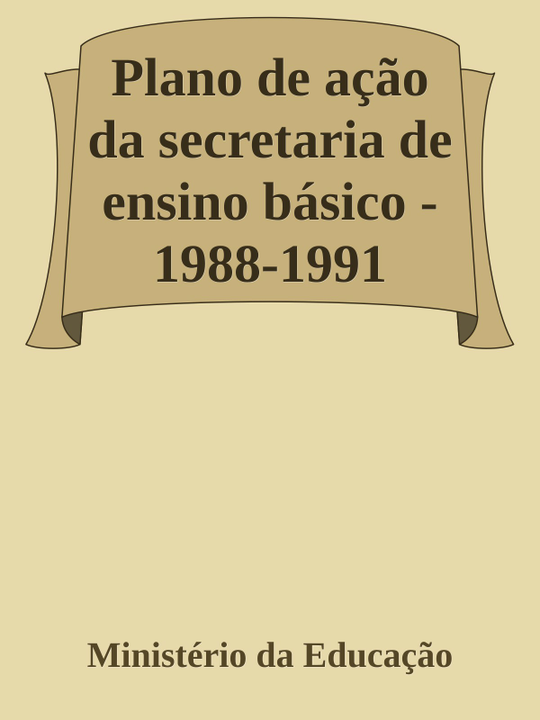 Plano de ação
da secretaria de
ensino básico -
1988-1991
Ministério da Educação